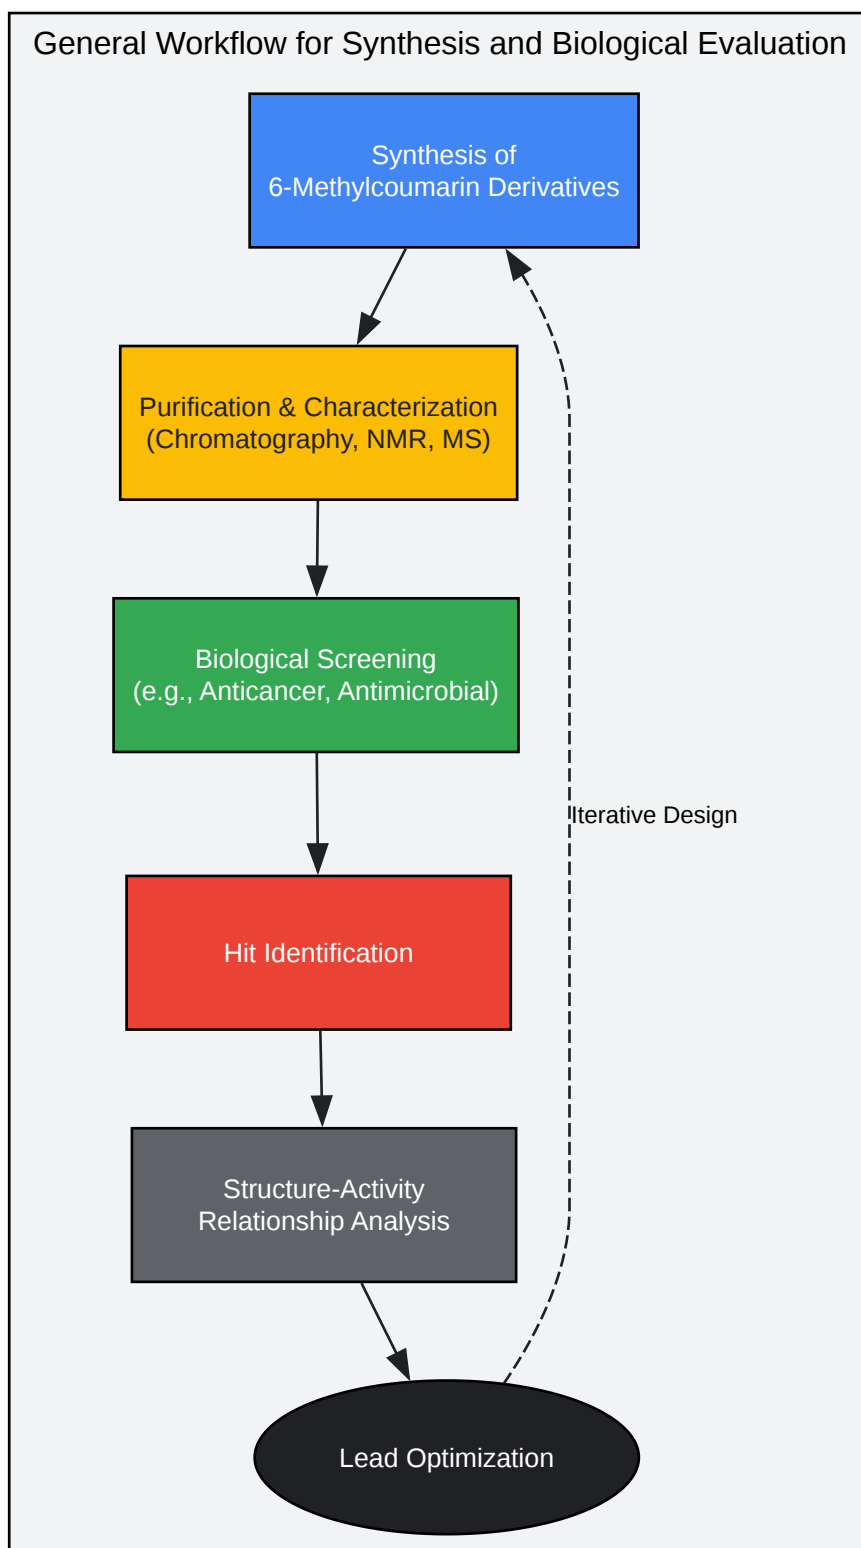 General Workflow for Synthesis and Biological Evaluation
Synthesis of
6-Methylcoumarin Derivatives
Purification & Characterization
(Chromatography, NMR, MS)
Biological Screening
(e.g., Anticancer, Antimicrobial)
Iterative Design
Hit Identification
Structure-Activity
Relationship Analysis
Lead Optimization